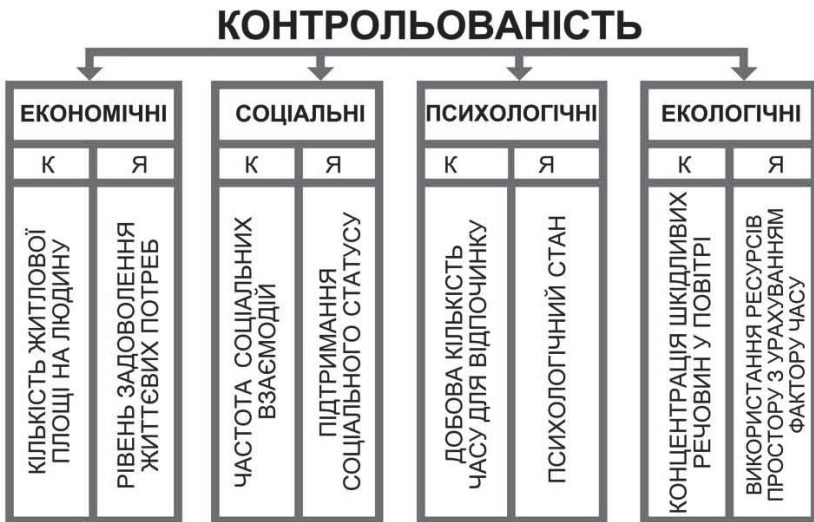 КОНТРОЛЬОВАНІСТЬ
ЕКОНОМІЧНІ
К
Я
КІЛЬКІСТЬ ЖИТЛОВОЇ
ПЛОЩІ НА ЛЮДИНУ
РІВЕНЬ ЗАДОВОЛЕННЯ
ЖИТТЄВИХ ПОТРЕБ
СОЦІАЛЬНІ
К
Я
ЧАСТОТА СОЦІАЛЬНИХ
ВЗАЄМОДІЙ
ПІДТРИМАННЯ
СОЦІАЛЬНОГО СТАТУСУ
ПСИХОЛОГІЧНІ
К
Я
ДОБОВА КІЛЬКІСТЬ
ЧАСУ ДЛЯ ВІДПОЧИНКУ
ПСИХОЛОГІЧНИЙ СТАН
ЕКОЛОГІЧНІ
К
Я
КОНЦЕНТРАЦІЯ ШКІДЛИВИХ
РЕЧОВИН У ПОВІТРІ
ВИКОРИСТАННЯ РЕСУРСІВ
ПРОСТОРУ З УРАХУВАННЯМ
ФАКТОРУ ЧАСУ